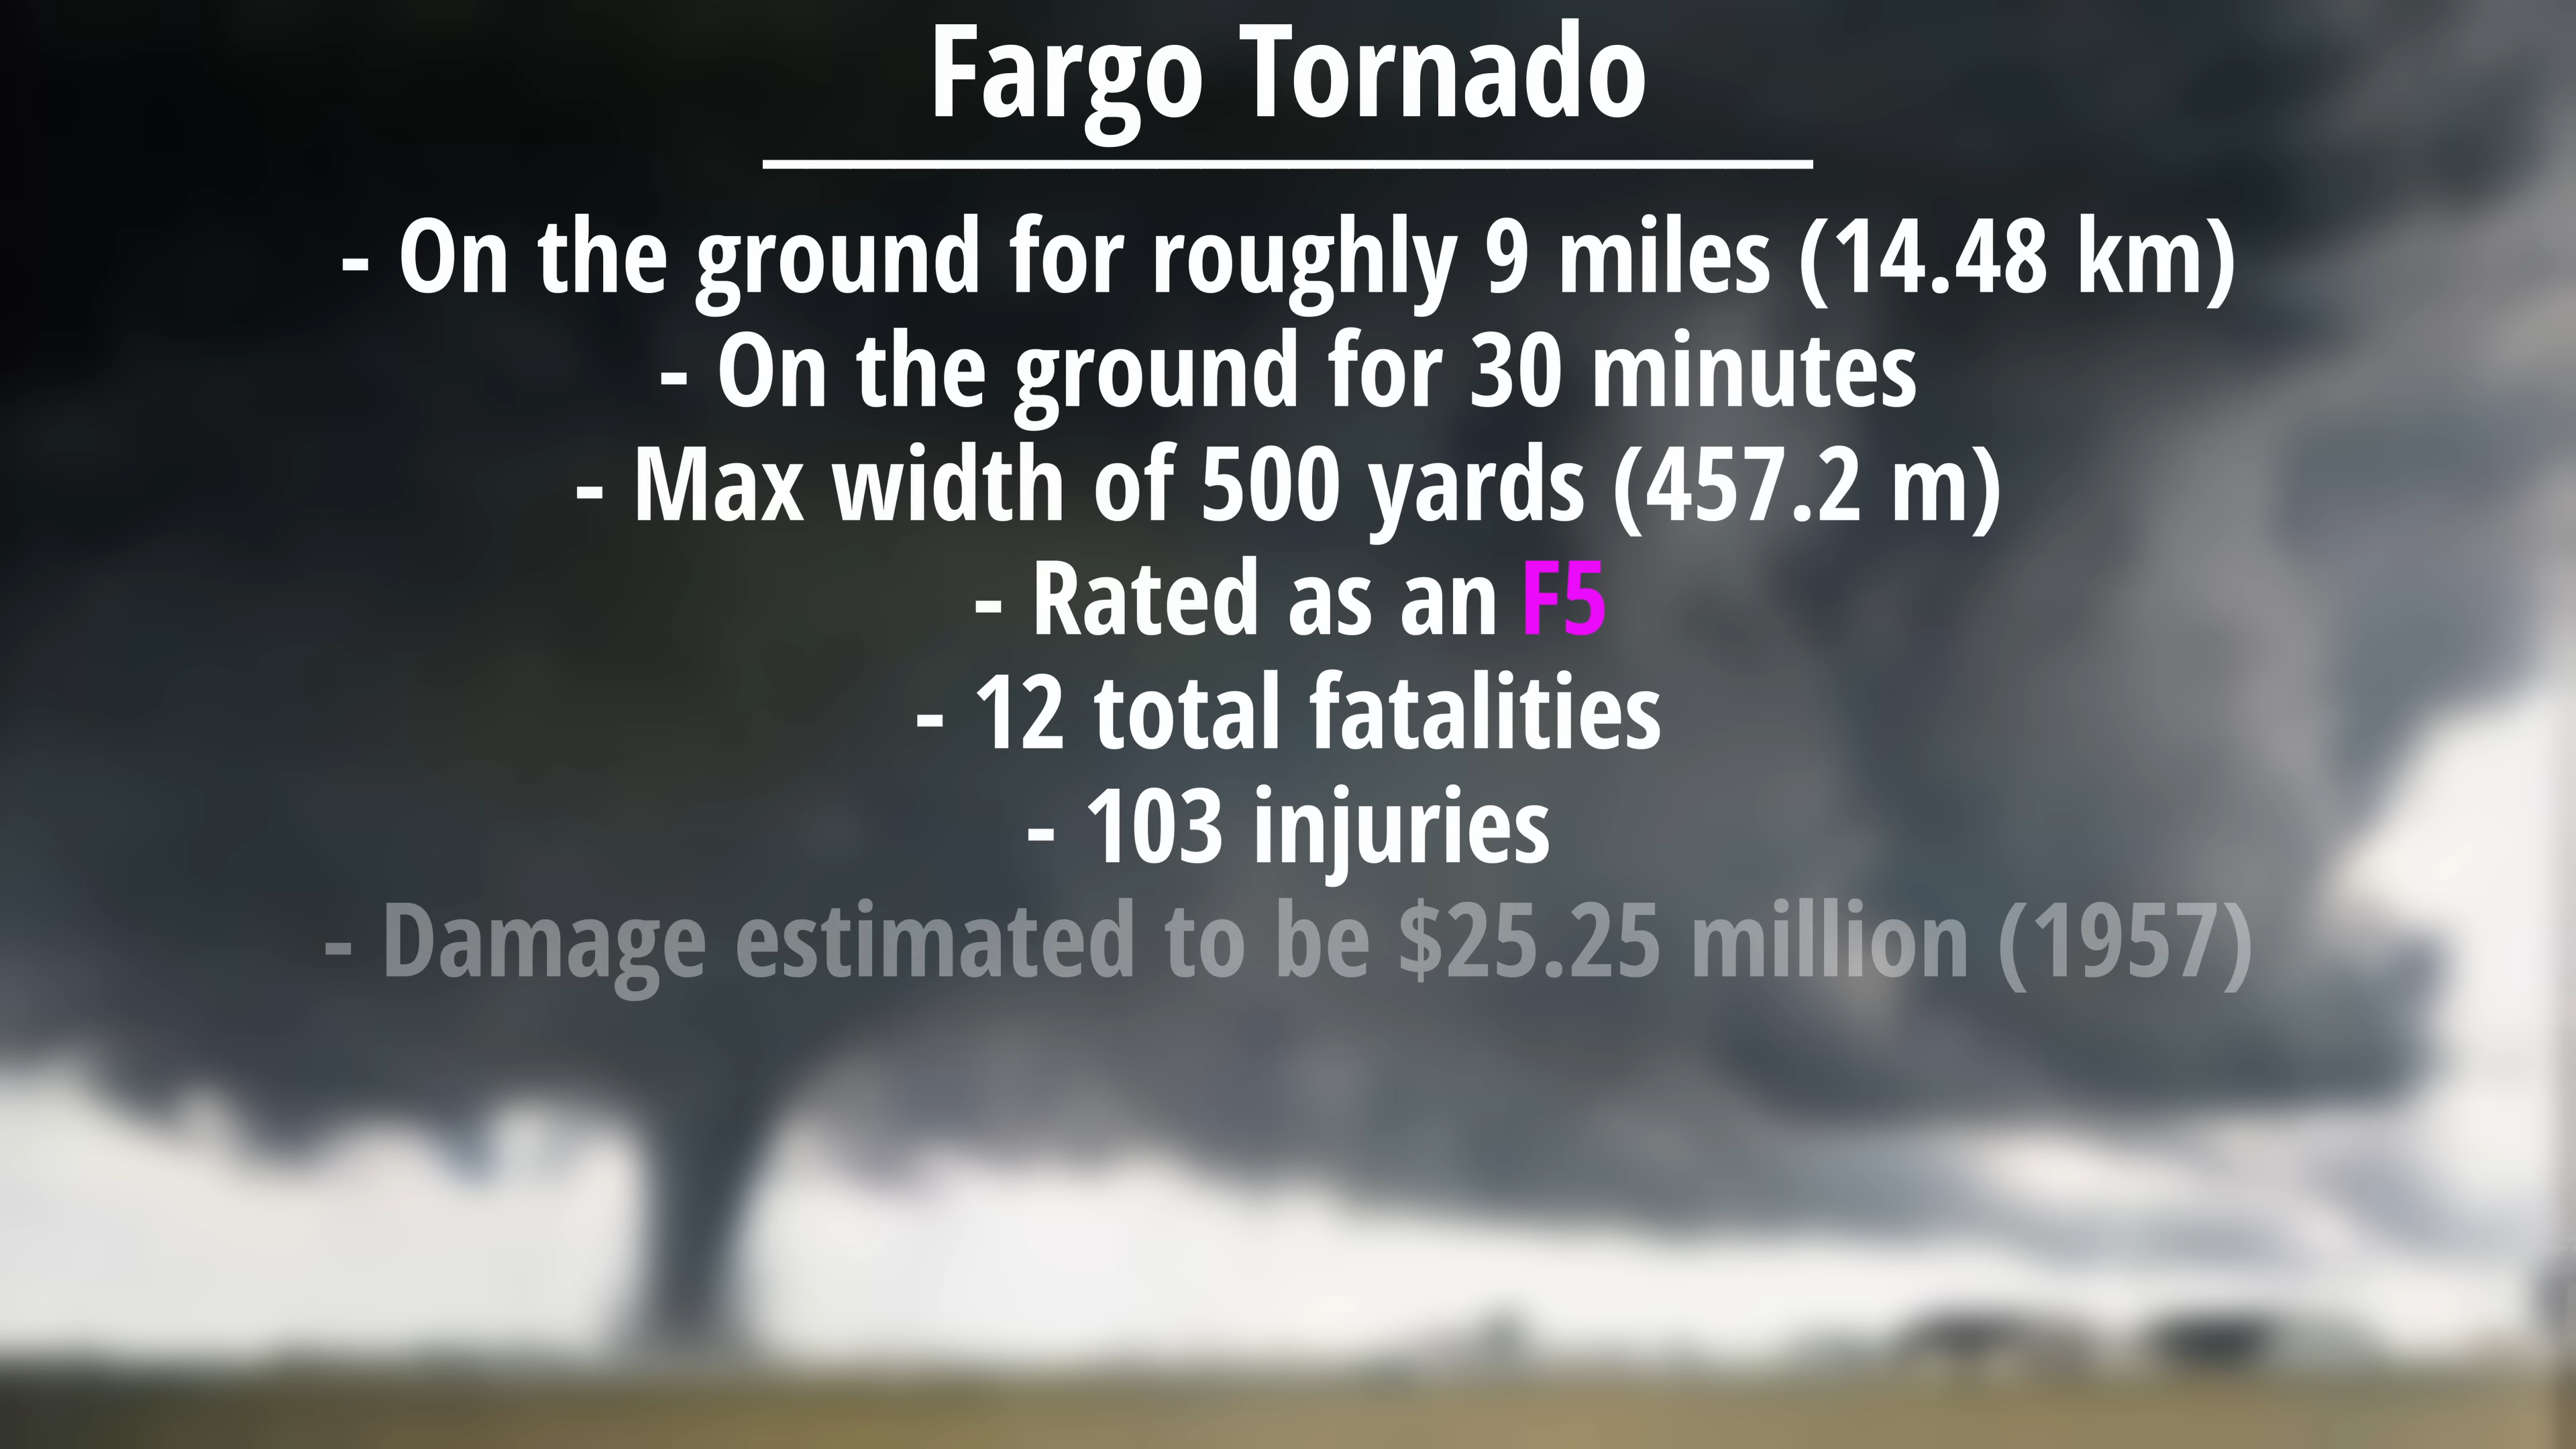 Fargo Tornado
- On the ground for roughly 9 miles (14.48 km)
- On the ground for 30 minutes
- Max width of 500 yards (457.2 m)
- Rated as an F5
- 12 total fatalities
- 103 injuries
- Damage estimated to be $25.25 million (1957)